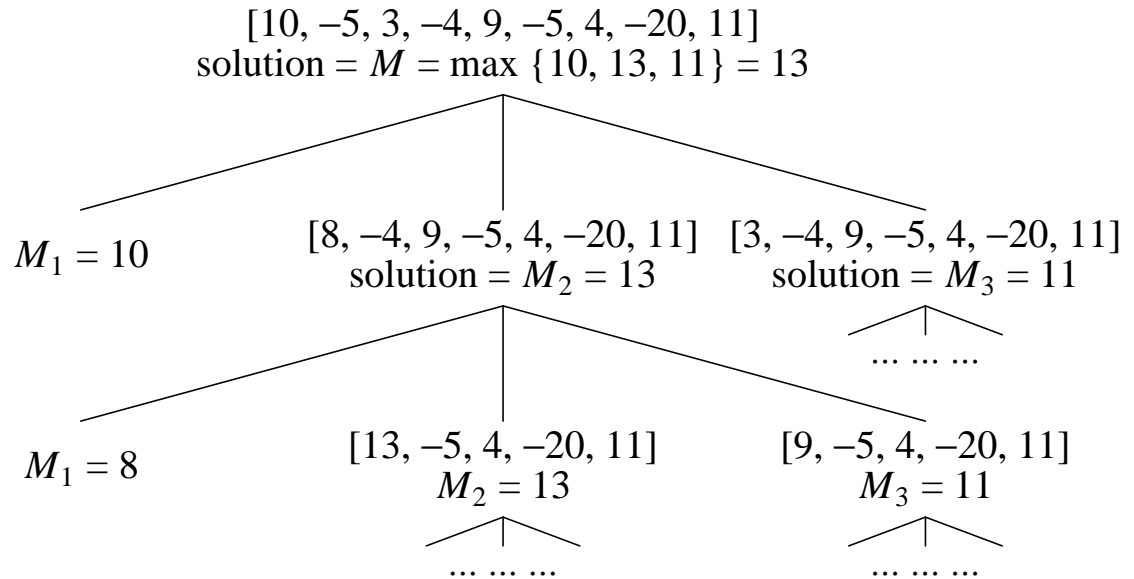 [10, −5, 3, −4, 9, −5, 4, −20, 11]
solution = M = max {10, 13, 11} = 13
M₁ = 10
[8, −4, 9, −5, 4, −20, 11]
solution = M₂ = 13
[3, −4, 9, −5, 4, −20, 11]
solution = M₃ = 11
... ... ...
M₁ = 8
[13, −5, 4, −20, 11]
M₂ = 13
... ... ...
[9, −5, 4, −20, 11]
M₃ = 11
... ... ...